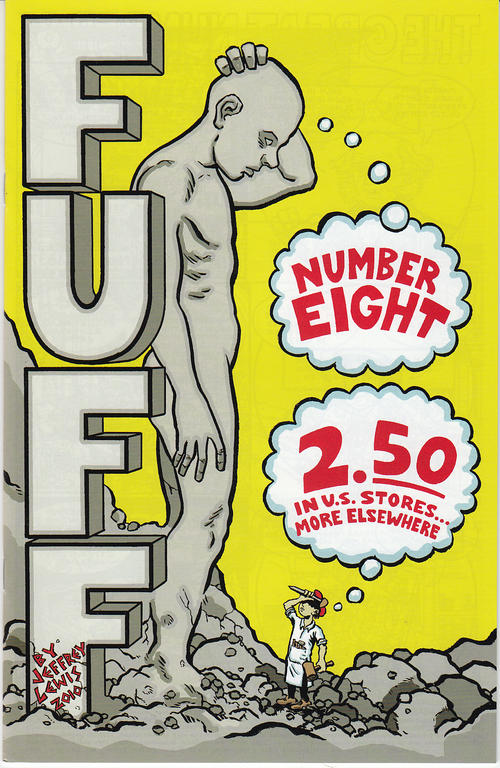 FUFF
NUMBER
EIGHT
2.50
IN U.S. STORES...
MORE ELSEWHERE
BY
JEFFREY
LEWIS
2010